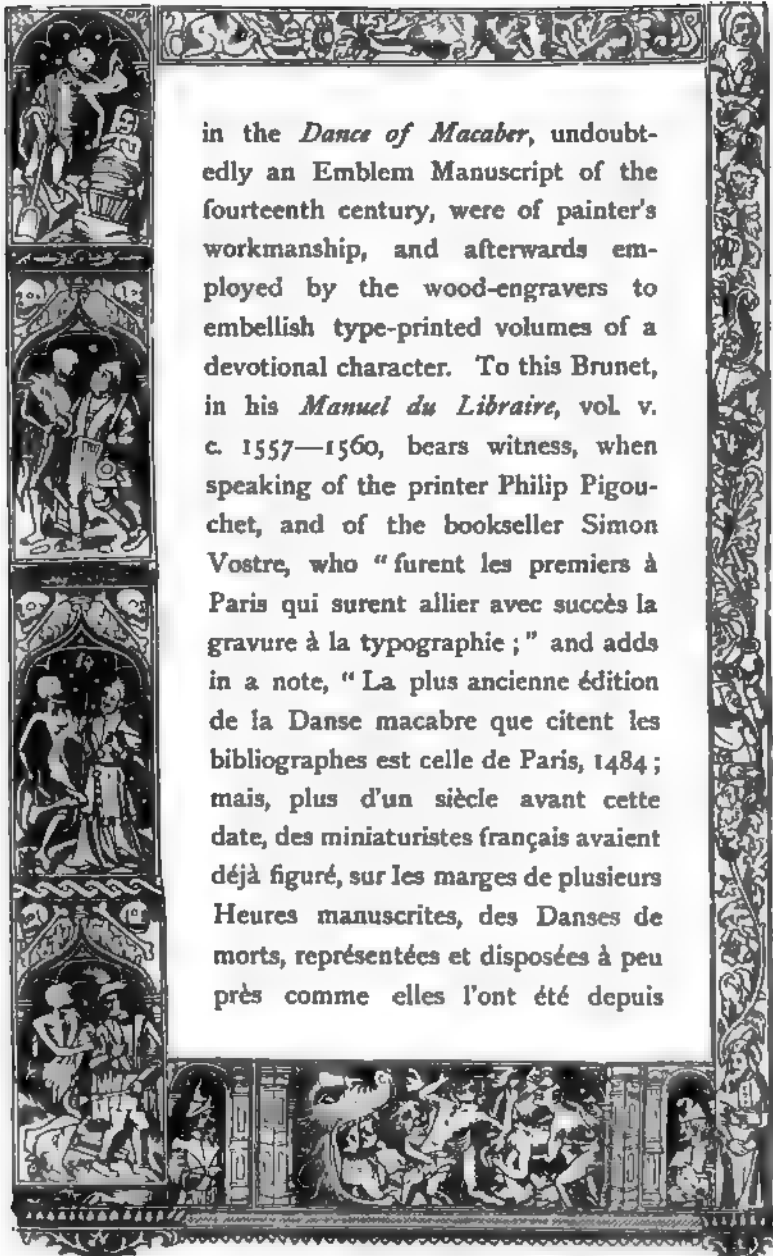 in the Dance of Macaber, undoubt-
edly an Emblem Manuscript of the
fourteenth century, were of painter's
workmanship, and afterwards em-
ployed by the wood-engravers to
embellish type-printed volumes of a
devotional character. To this Brunet,
in his Manuel du Libraire, vol. v.
c. 1557—1560, bears witness, when
speaking of the printer Philip Pigou-
chet, and of the bookseller Simon
Vostre, who “furent les premiers à
Paris qui surent allier avec succès la
gravure à la typographie ;” and adds
in a note, “La plus ancienne édition
de la Danse macabre que citent les
bibliographes est celle de Paris, 1484 ;
mais, plus d'un siècle avant cette
date, des miniaturistes français avaient
déjà figuré, sur les marges de plusieurs
Heures manuscrites, des Danses de
morts, représentées et disposées à peu
près comme elles l'ont été depuis